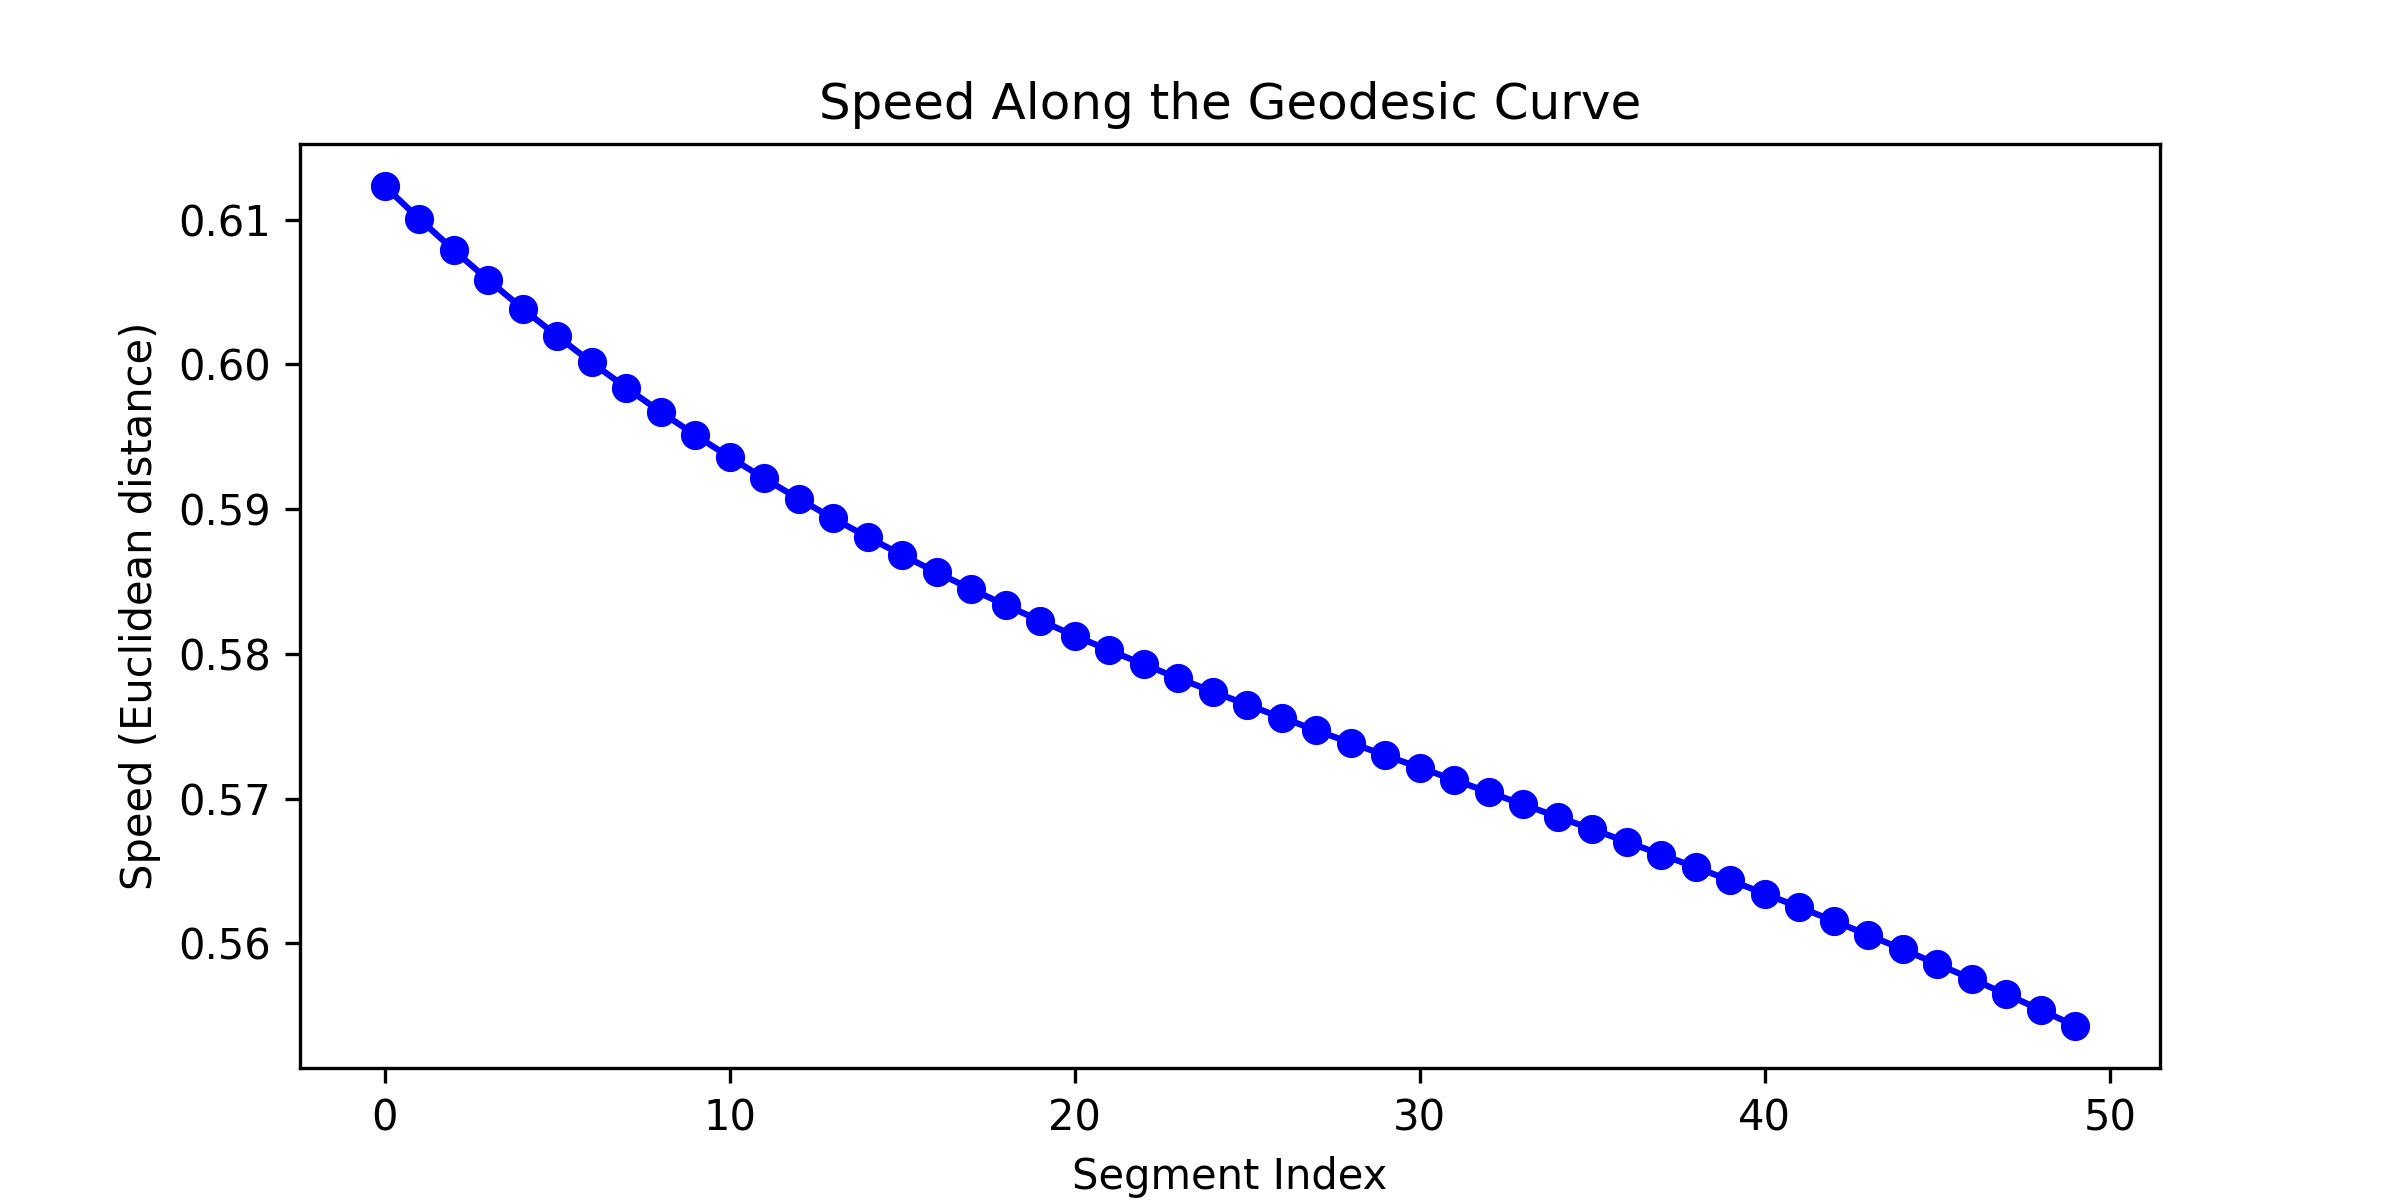 Speed Along the Geodesic Curve
Speed (Euclidean distance)
0.61
0.60
0.59
0.58
0.57
0.56
0 10 20 30 40 50
Segment Index